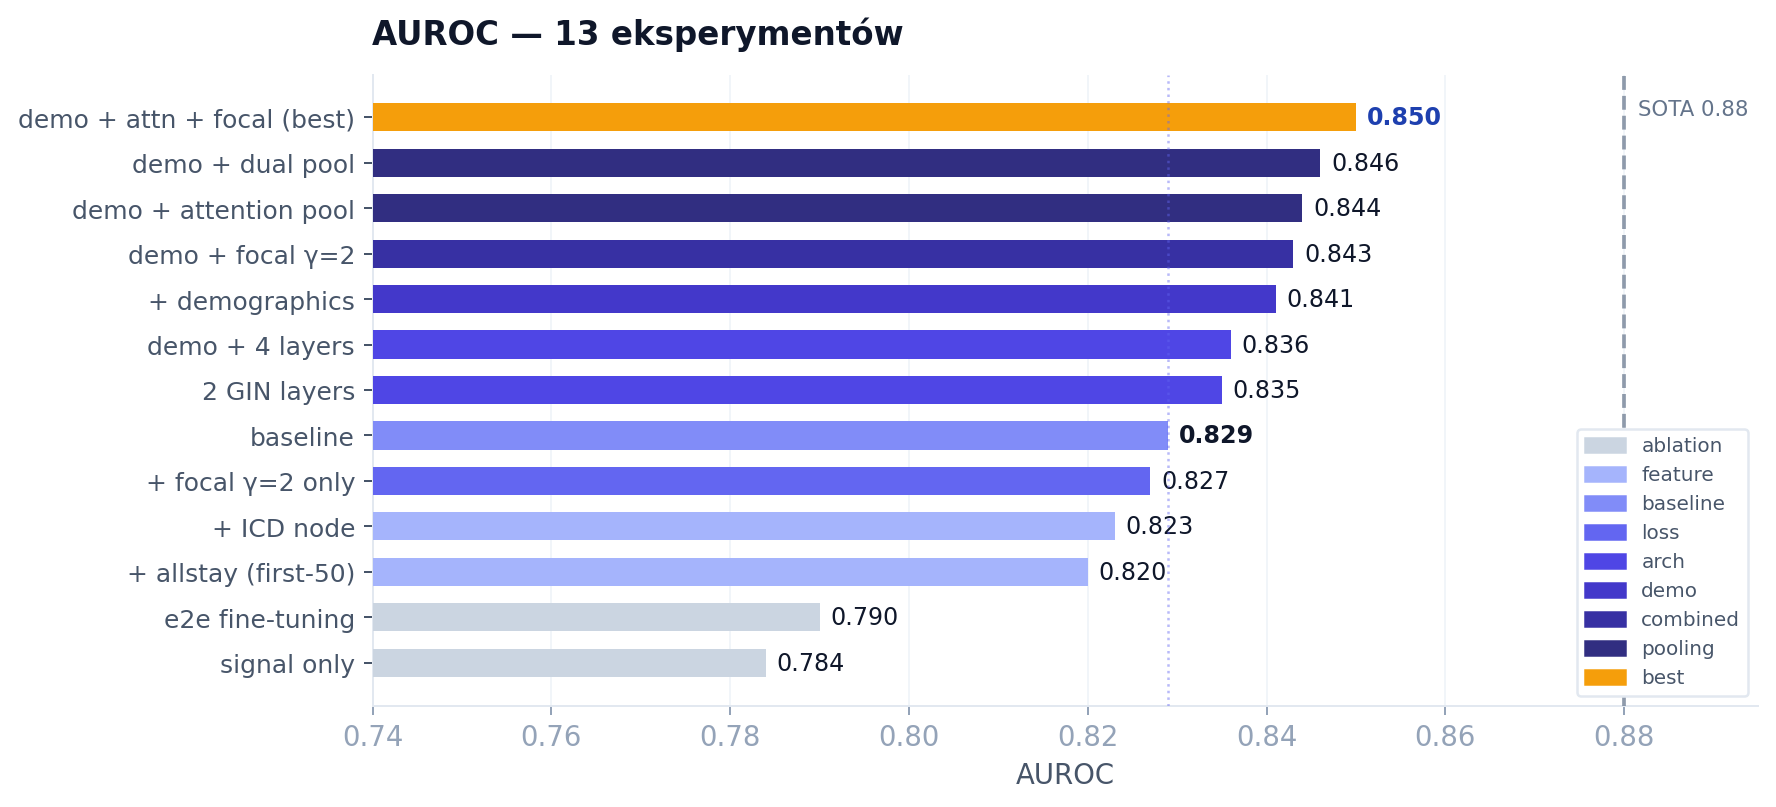 AUROC — 13 eksperymentów
demo + attn + focal (best)
0.850
SOTA 0.88
demo + dual pool
0.846
demo + attention pool
0.844
demo + focal γ=2
0.843
+ demographics
0.841
demo + 4 layers
0.836
2 GIN layers
0.835
baseline
0.829
+ focal γ=2 only
0.827
+ ICD node
0.823
+ allstay (first-50)
0.820
e2e fine-tuning
0.790
signal only
0.784
ablation
feature
baseline
loss
arch
demo
combined
pooling
best
0.74 0.76 0.78 0.80 0.82 0.84 0.86 0.88
AUROC